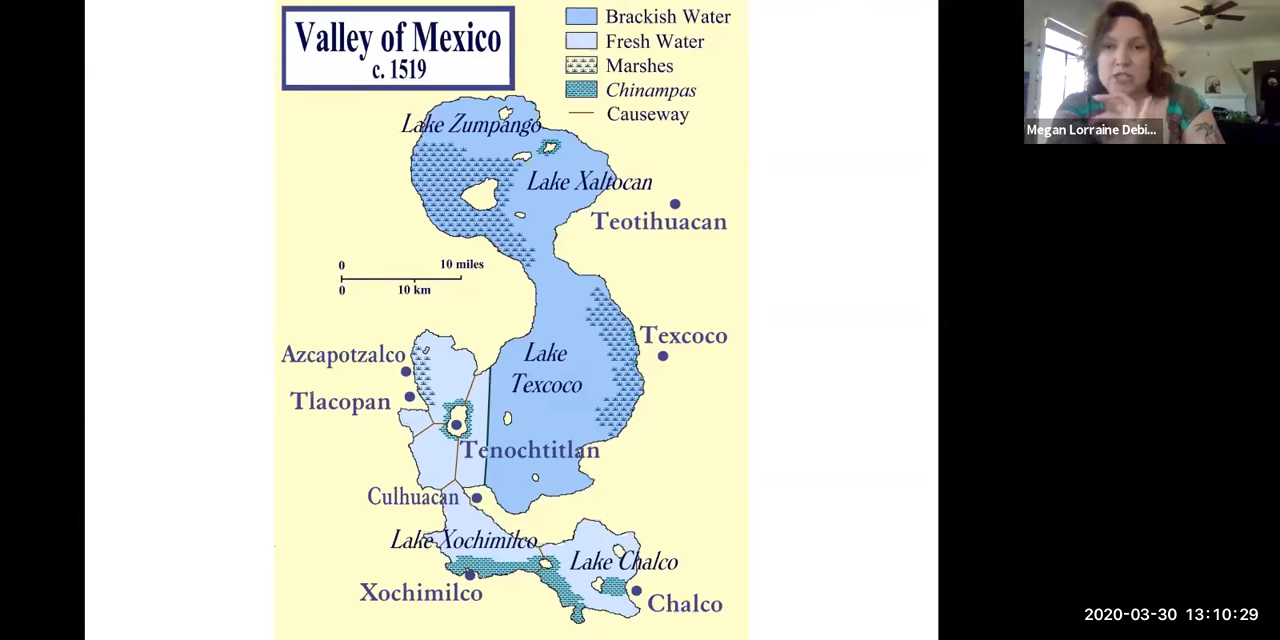 Valley of Mexico
c. 1519
Brackish Water
Fresh Water
Marshes
Chinampas
Causeway
Megan Lorraine Debi...
Lake Zumpango
Lake Xaltocan
Teotihuacan
0 10 miles
0 10 km
Texcoco
Azcapotzalco
Lake
Texcoco
Tlacopan
Tenochtitlan
Culhuacan
Lake Xochimilco
Lake Chalco
Xochimilco
Chalco
2020-03-30 13:10:29